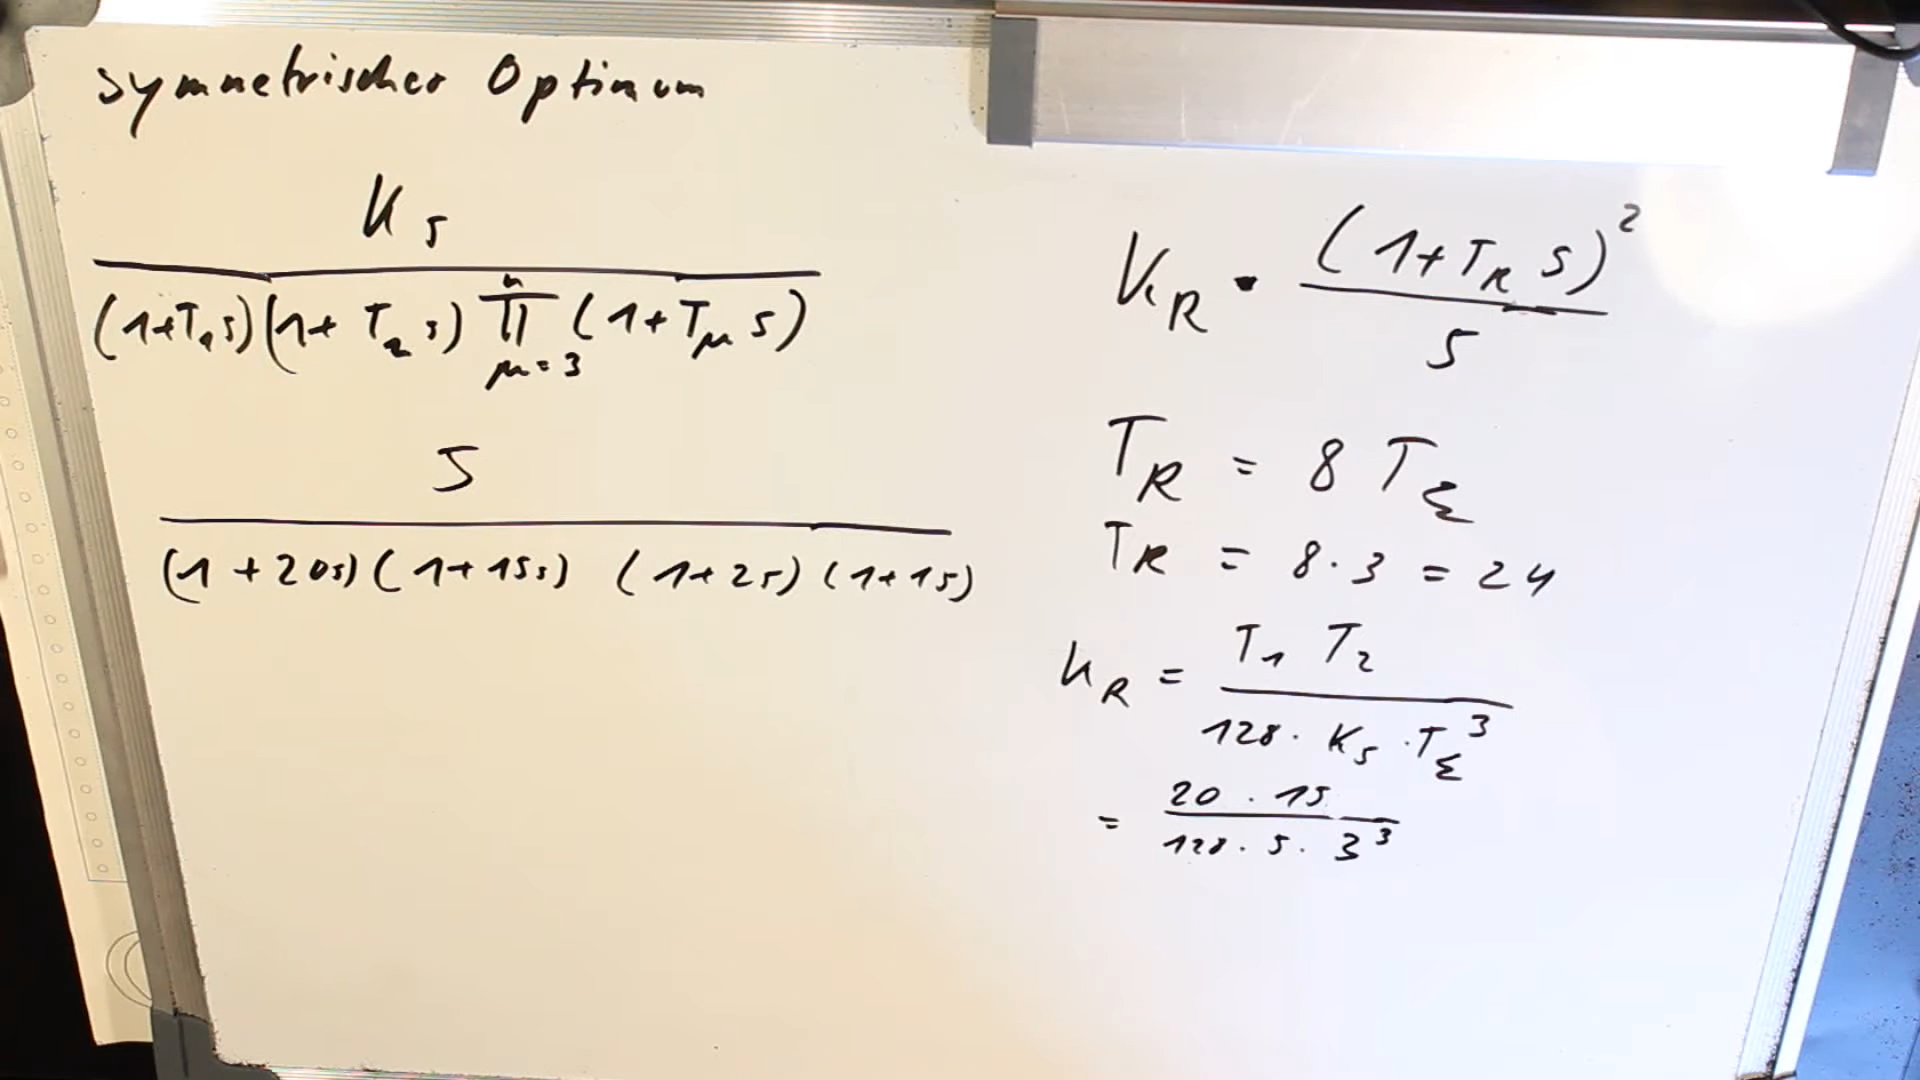 symmetrischer Optimum
K_S
(1+T_1 s)(1+ T_2 s) ∏_{μ=3}^{n} (1+T_μ s)
5
(1+20s)(1+15s) (1+2s)(1+1s)
K_R · (1+T_R s)^2 / s
T_R = 8 T_Σ
T_R = 8·3 = 24
K_R = T_1 T_2 / 128· K_S · T_Σ^3
= 20 · 15 / 128 · 5 · 3^3